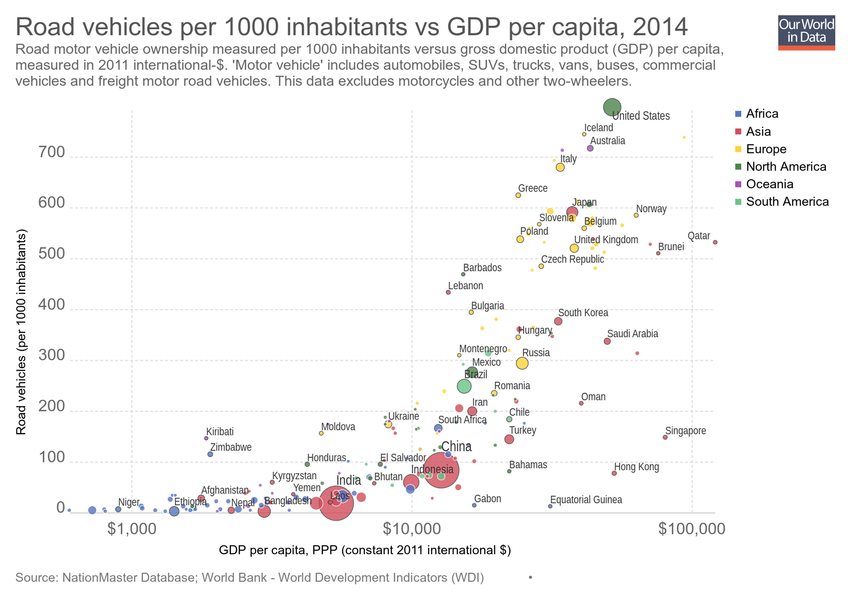 Road vehicles per 1000 inhabitants vs GDP per capita, 2014
Our World
in Data
Road motor vehicle ownership measured per 1000 inhabitants versus gross domestic product (GDP) per capita,
measured in 2011 international-$. 'Motor vehicle' includes automobiles, SUVs, trucks, vans, buses, commercial
vehicles and freight motor road vehicles. This data excludes motorcycles and other two-wheelers.
Africa
Asia
Europe
North America
Oceania
South America
Road vehicles (per 1000 inhabitants)
700
600
500
400
300
200
100
0
United States
Iceland
Australia
Italy
Greece
Japan
Norway
Slovenia
Belgium
Poland
United Kingdom
Qatar
Brunei
Czech Republic
Barbados
Lebanon
Bulgaria
South Korea
Hungary
Saudi Arabia
Montenegro
Russia
Mexico
Brazil
Romania
Oman
Iran
Chile
Ukraine
South Africa
Moldova
Turkey
Singapore
Kiribati
Zimbabwe
China
Honduras
El Salvador
Indonesia
Bahamas
Hong Kong
Kyrgyzstan
India
Bhutan
Afghanistan
Yemen
Laos
Niger
Ethiopia
Nepal
Bangladesh
Gabon
Equatorial Guinea
$1,000
$10,000
$100,000
GDP per capita, PPP (constant 2011 international $)
Source: NationMaster Database; World Bank - World Development Indicators (WDI)